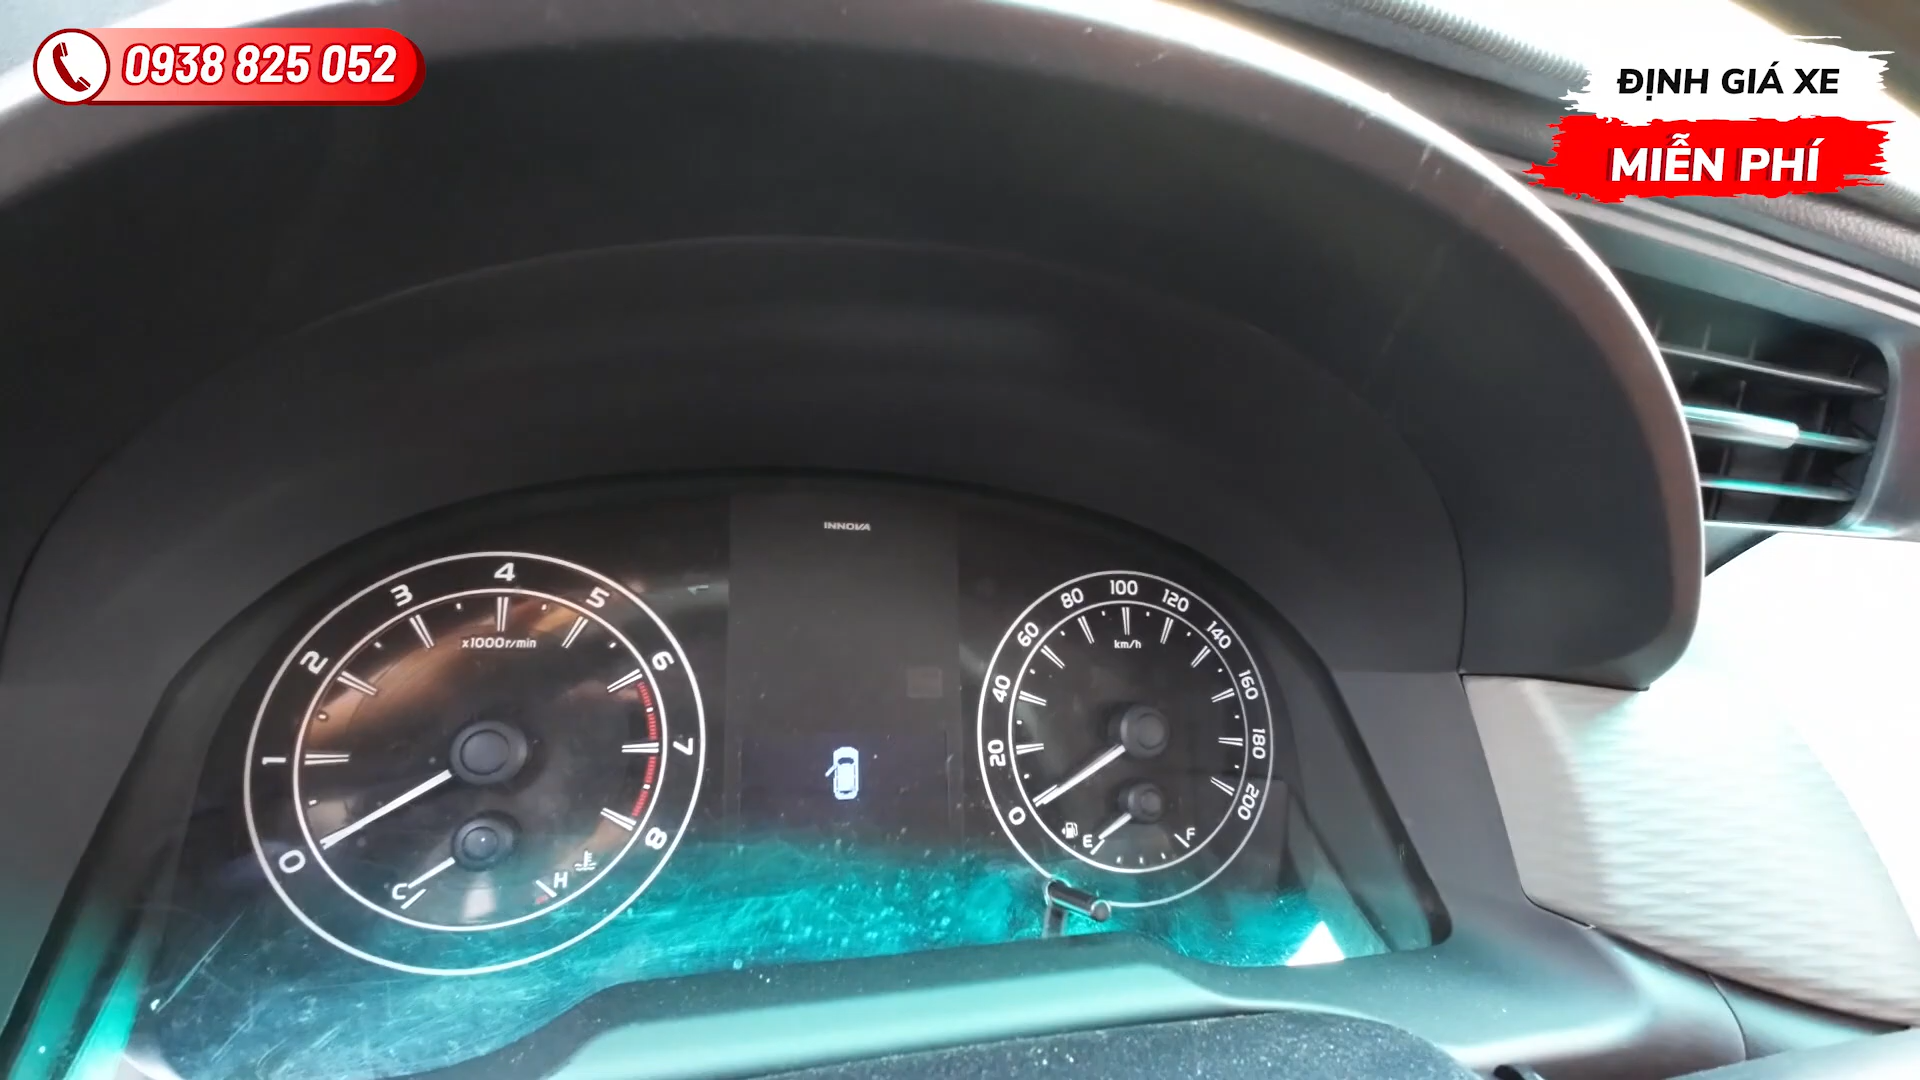 0938 825 052
ĐỊNH GIÁ XE
MIỄN PHÍ
INNOVA
0 1 2 3 4 5 6 7 8
x1000r/min
C H
0 20 40 60 80 100 120 140 160 180 200
km/h
E F